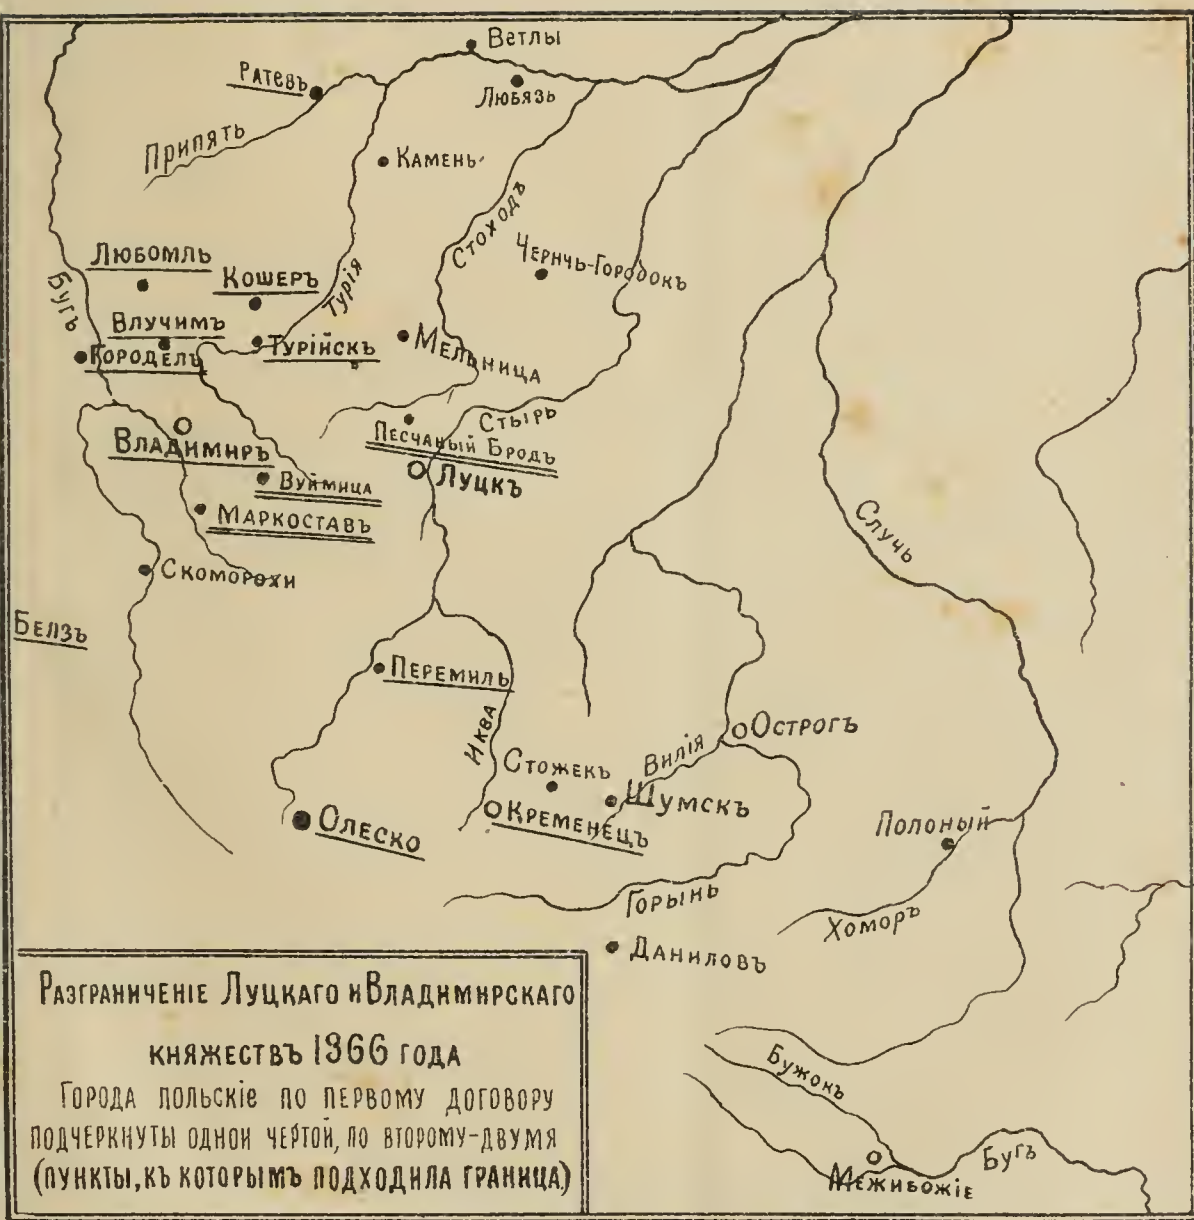 Ветлы
Ратевъ
Любязь
Припять
Камень
Стоходъ
Чернчь-Городокъ
Любомль
Кошеръ
Турія
Бугъ
Влучимъ
Городелъ
Турійскъ
Мельница
Стырь
Песчаный Бродъ
Владимиръ
Луцкъ
Вуймица
Маркоставъ
Случь
Скоморохи
Белзъ
Перемиль
Иква
Острогъ
Вилія
Стожекъ
Шумскъ
Кременецъ
Олеско
Полоный
Горынь
Хоморъ
Даниловъ
Разграниченіе Луцкаго и Владимирскаго
княжествъ 1366 года
Города польскіе по первому договору
подчеркнуты одной чертой, по второму-двумя
(пункты, къ которымъ подходила граница)
Бужокъ
Бугъ
Межибожіе